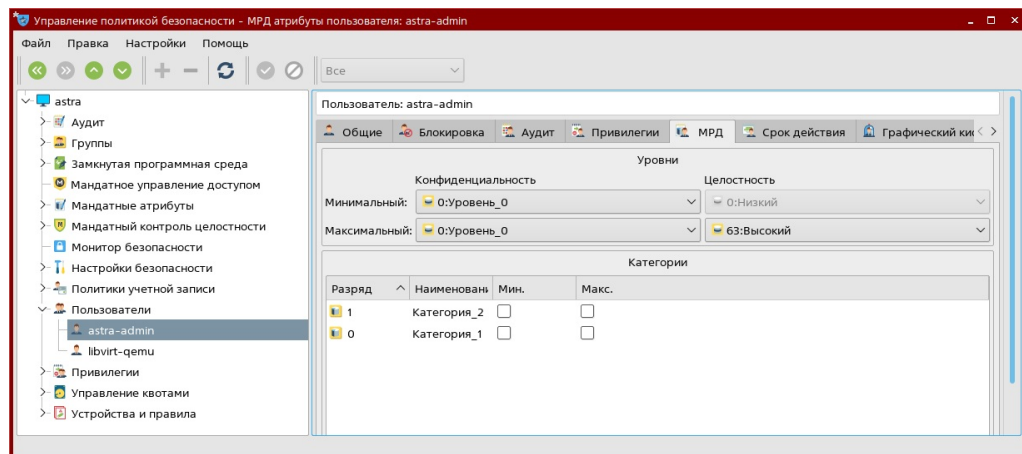 Управление политикой безопасности – МРД атрибуты пользователя: astra-admin
Файл Правка Настройки Помощь
Все
astra
Аудит
Группы
Замкнутая программная среда
Мандатное управление доступом
Мандатные атрибуты
Мандатный контроль целостности
Монитор безопасности
Настройки безопасности
Политики учетной записи
Пользователи
astra-admin
libvirt-qemu
Привилегии
Управление квотами
Устройства и правила
Пользователь: astra-admin
Общие Блокировка Аудит Привилегии МРД Срок действия Графический кис
Уровни
Конфиденциальность Целостность
Минимальный: 0:Уровень_0 0:Низкий
Максимальный: 0:Уровень_0 63:Высокий
Категории
Разряд Наименовани Мин. Макс.
1 Категория_2
0 Категория_1